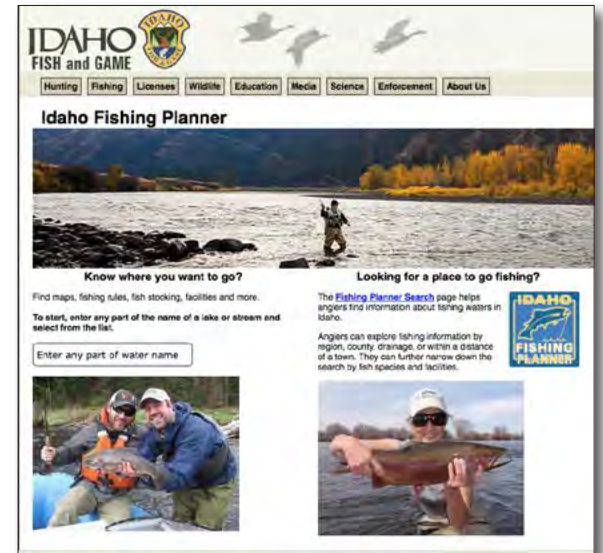 IDAHO
FISH and GAME
IDAHO
FISH AND GAME
Hunting Fishing Licenses Wildlife Education Media Science Enforcement About Us
Idaho Fishing Planner
Know where you want to go?
Find maps, fishing rules, fish stocking, facilities and more.
To start, enter any part of the name of a lake or stream and
select from the list.
Enter any part of water name
Looking for a place to go fishing?
The Fishing Planner Search page helps
anglers find information about fishing waters in
Idaho.
Anglers can explore fishing information by
region, county, drainage, or within a distance
of a town. They can further narrow down the
search by fish species and facilities.
IDAHO
FISHING
PLANNER